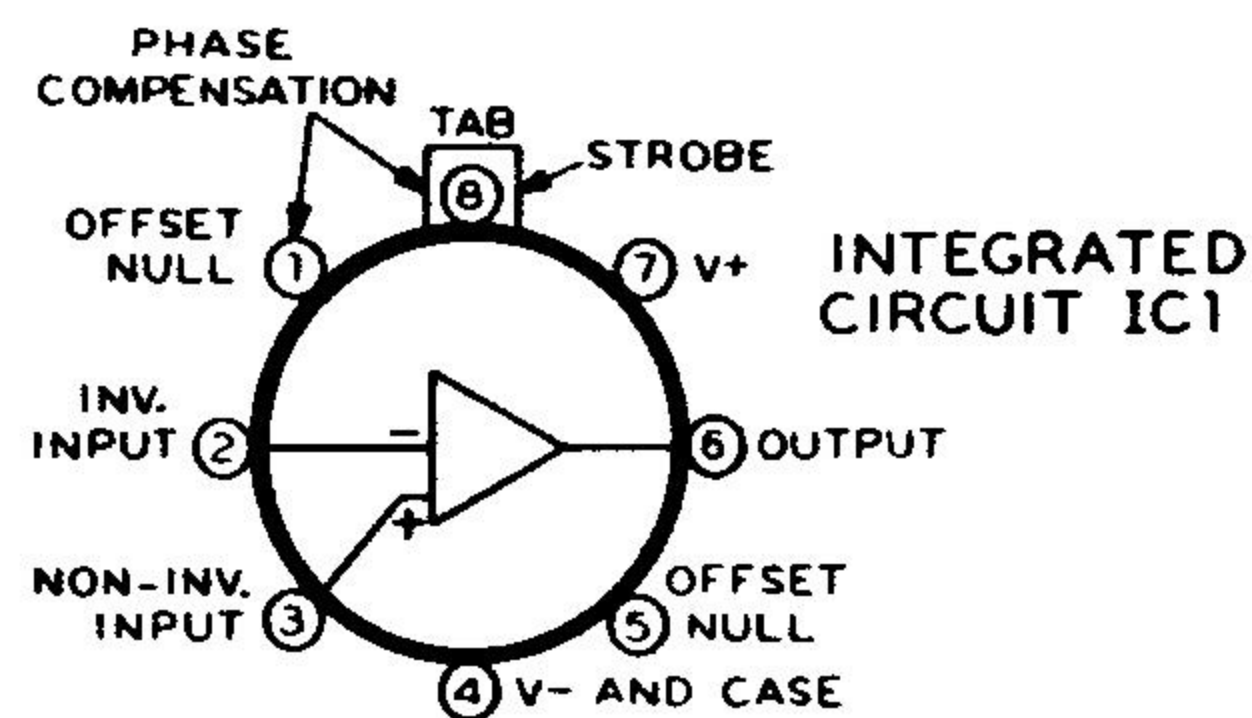 PHASE
COMPENSATION
TAB
STROBE
8
OFFSET
NULL 1
7 V+
INTEGRATED
CIRCUIT IC1
INV.
INPUT 2
-
+
6 OUTPUT
NON-INV.
INPUT 3
OFFSET
5 NULL
4 V- AND CASE